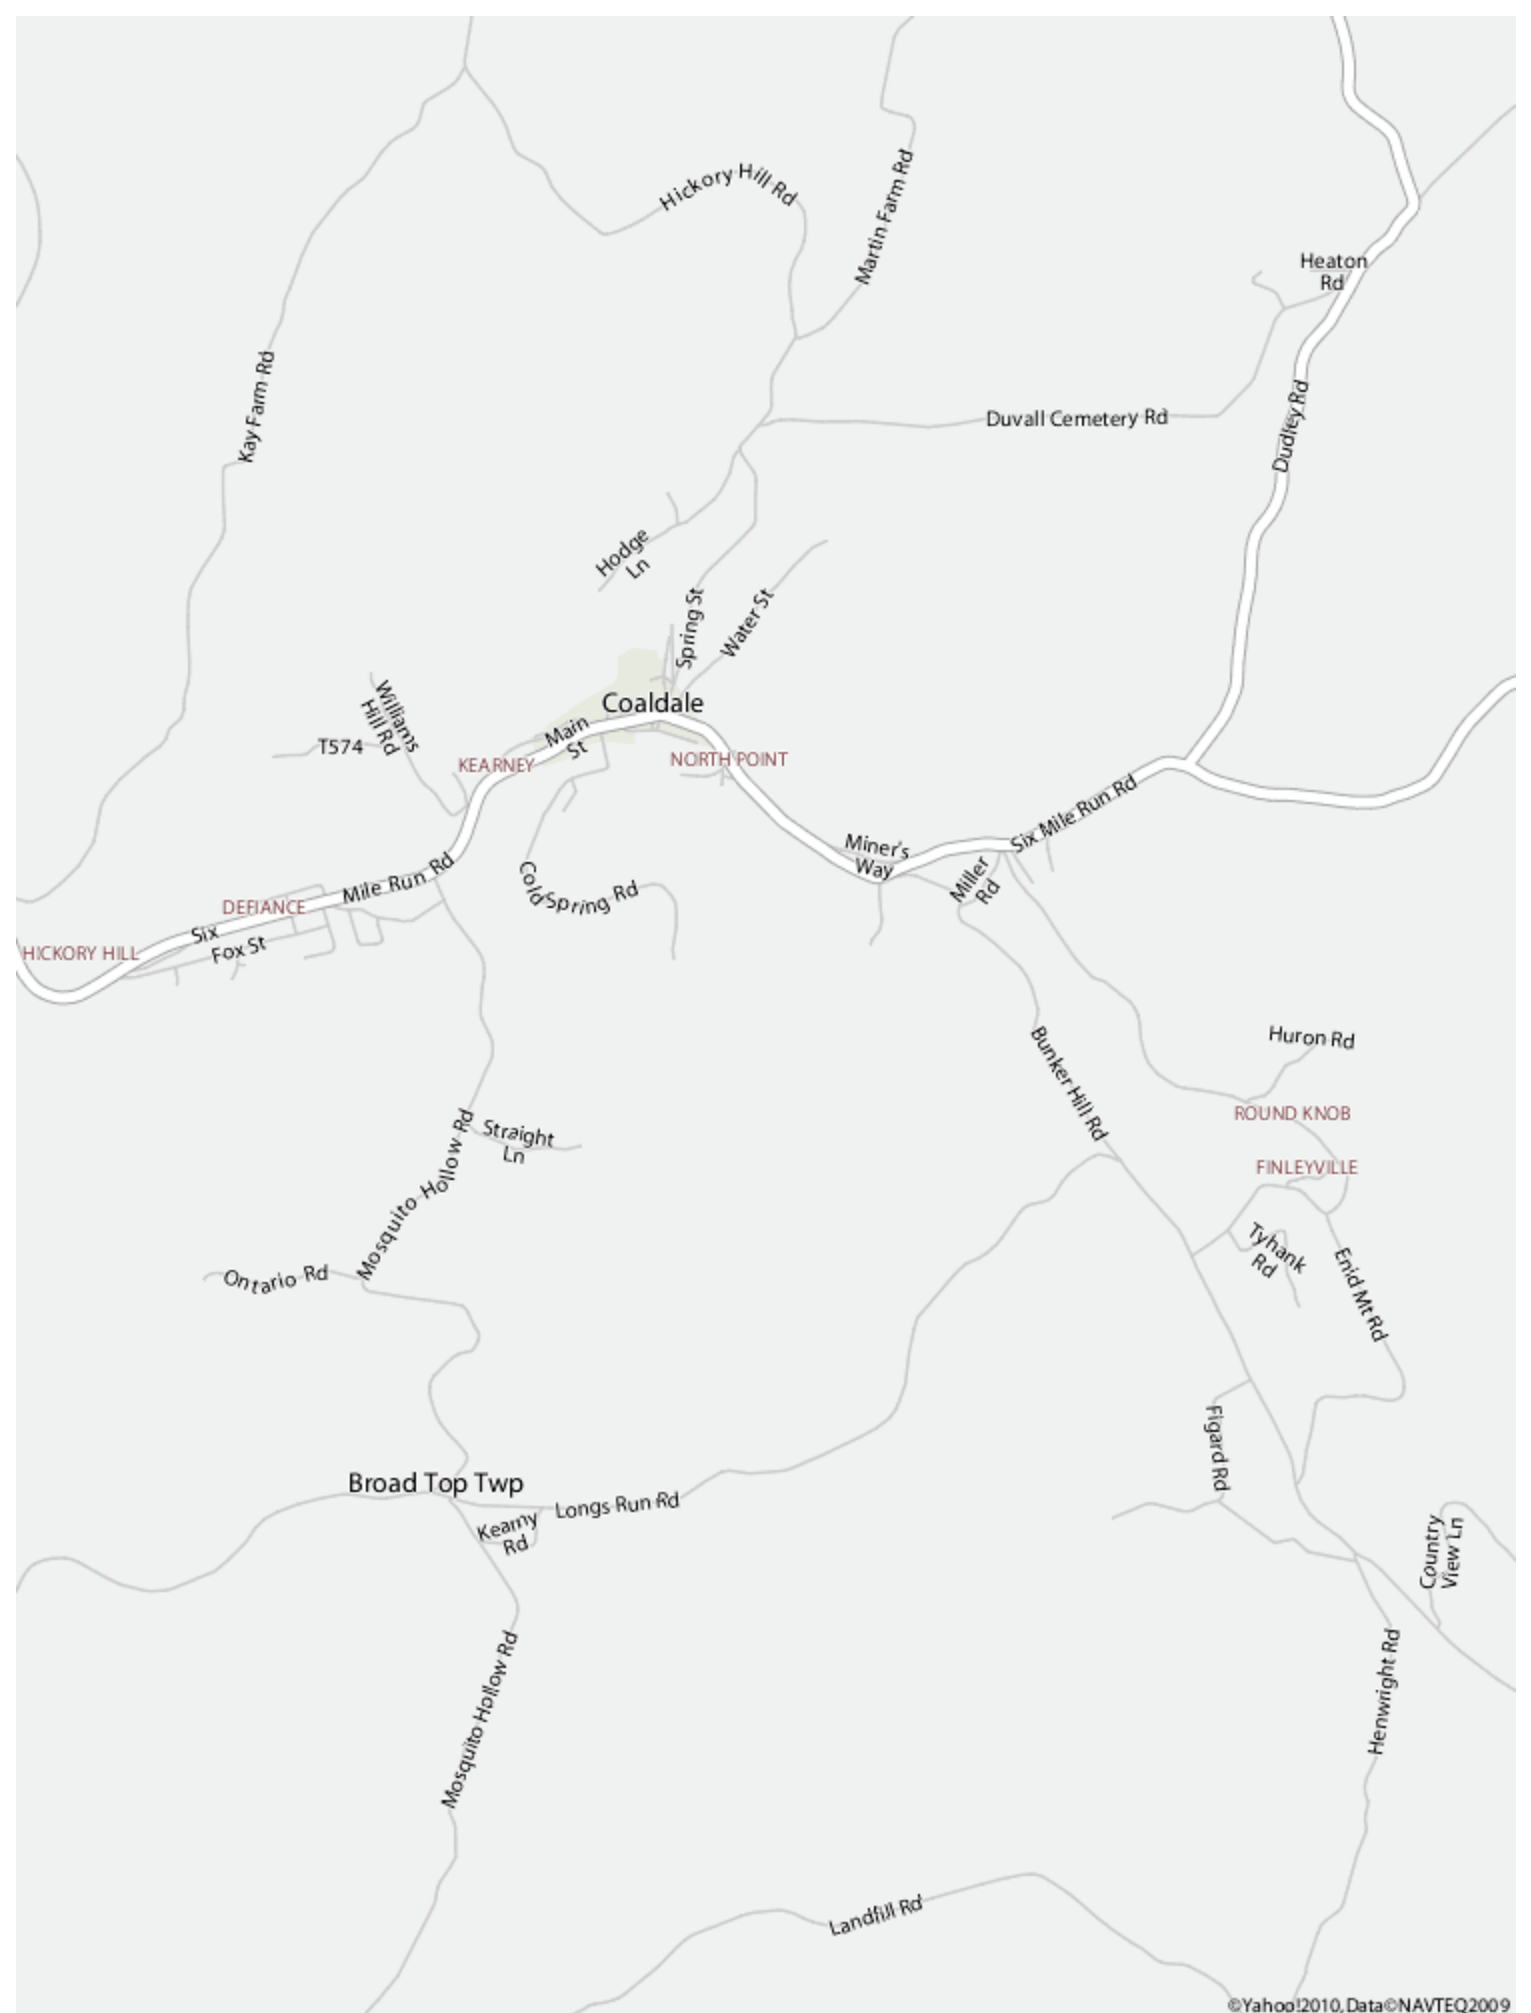 Hickory Hill Rd
Martin Farm Rd
Heaton
Rd
Kay Farm Rd
Duvall Cemetery Rd
Dudley Rd
Hodge
Ln
Spring St
Water St
Coaldale
Williams
Hill Rd
T574
Main
St
KEARNEY
NORTH POINT
Six Mile Run Rd
Miner's
Way
Miller
Rd
Mile Run Rd
Cold Spring Rd
DEFIANCE
Six
Fox St
HICKORY HILL
Huron Rd
Bunker Hill Rd
ROUND KNOB
Straight
Ln
FINLEYVILLE
Mosquito Hollow Rd
Tyhank
Rd
Enid Mt Rd
Ontario Rd
Figard Rd
Broad Top Twp
Longs Run Rd
Kearny
Rd
Country
View Ln
Mosquito Hollow Rd
Henwright Rd
Landfill Rd
©Yahoo!2010, Data©NAVTEQ2009